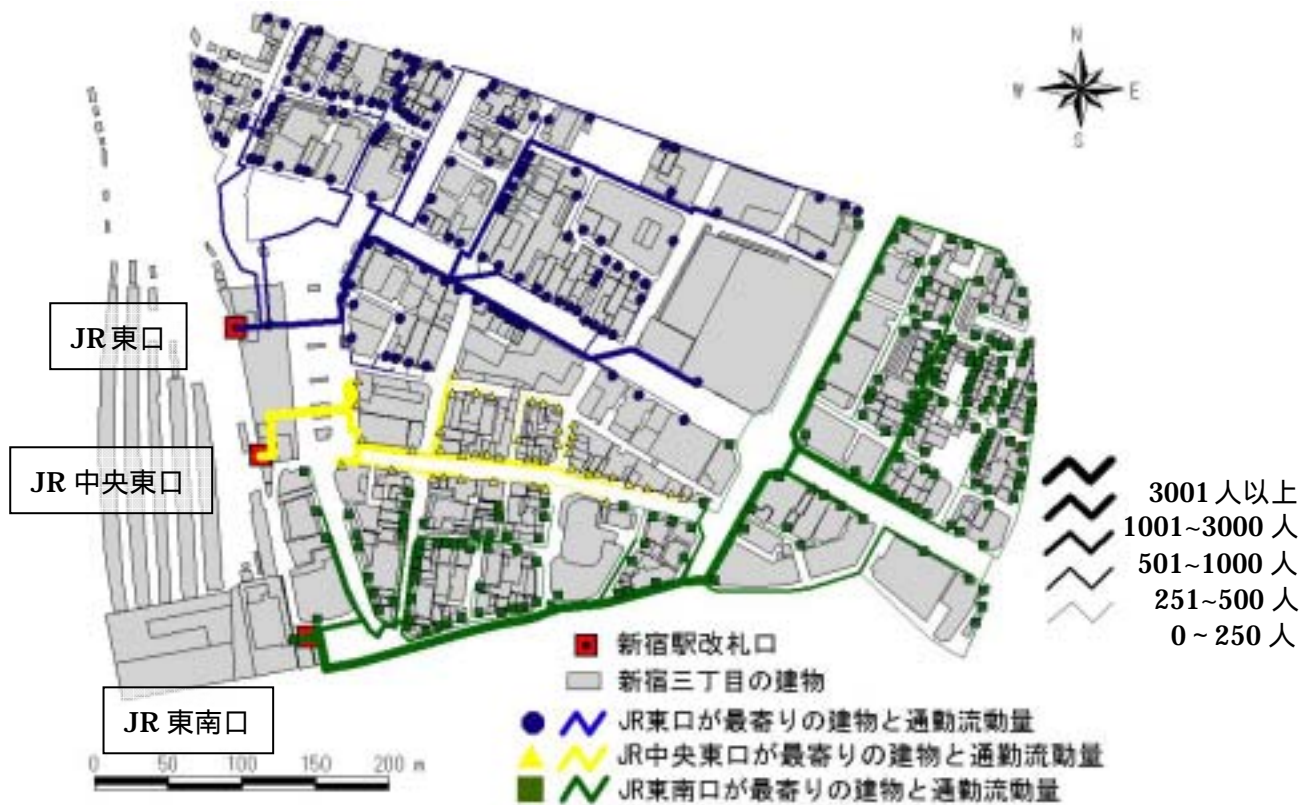 N
W E
S
JR 東口
JR 中央東口
JR 東南口
3001 人以上
1001~3000 人
501~1000 人
251~500 人
0 ~ 250 人
新宿駅改札口
新宿三丁目の建物
JR東口が最寄りの建物と通勤流動量
JR中央東口が最寄りの建物と通勤流動量
JR東南口が最寄りの建物と通勤流動量
0 50 100 150 200 m